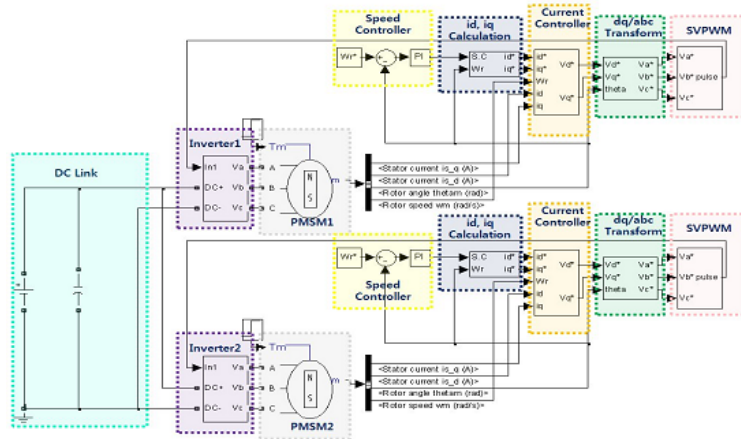 Speed
Controller
id, iq
Calculation
Current
Controller
dq/abc
Transform
SVPWM
Wr*
PI
S.C id*
Wr iq*
id*
iq*
Wr
id
iq
Vd*
Vq*
Vd* Va*
Vq* Vb*
theta Vc*
Va*
Vb* pulse
Vc*
DC Link
Inverter1
In1 Va
DC+ Vb
DC- Vc
Tm
A
B
C
N
S
m
PMSM1
<Stator current is_q (A)>
<Stator current is_d (A)>
<Rotor angle thetam (rad)>
<Rotor speed wm (rad/s)>
Wr*
PI
Speed
Controller
id, iq
Calculation
S.C id*
Wr iq*
Current
Controller
id*
iq*
Wr
id
iq
Vd*
Vq*
dq/abc
Transform
Vd* Va*
Vq* Vb*
theta Vc*
SVPWM
Va*
Vb* pulse
Vc*
Inverter2
In1 Va
DC+ Vb
DC- Vc
Tm
A
B
C
N
S
m
PMSM2
<Stator current is_q (A)>
<Stator current is_d (A)>
<Rotor angle thetam (rad)>
<Rotor speed wm (rad/s)>